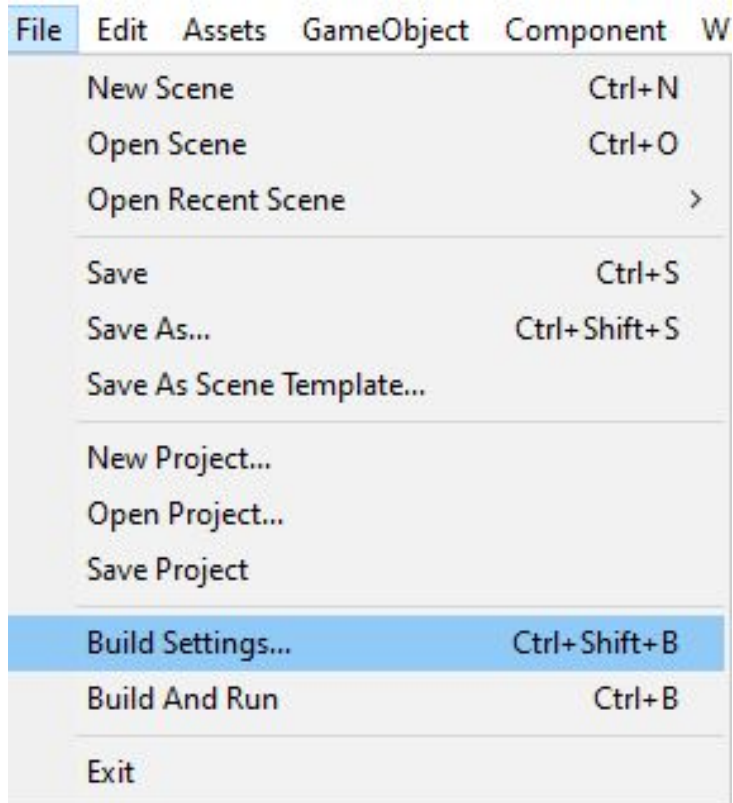 File Edit Assets GameObject Component W
New Scene Ctrl+N
Open Scene Ctrl+O
Open Recent Scene >
Save Ctrl+S
Save As... Ctrl+Shift+S
Save As Scene Template...
New Project...
Open Project...
Save Project
Build Settings... Ctrl+Shift+B
Build And Run Ctrl+B
Exit